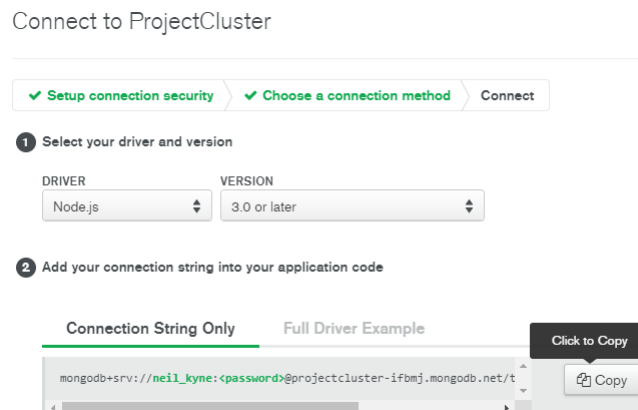 Connect to ProjectCluster
✔ Setup connection security ✔ Choose a connection method Connect
1 Select your driver and version
DRIVER VERSION
Node.js 3.0 or later
2 Add your connection string into your application code
Connection String Only Full Driver Example
Click to Copy
mongodb+srv://neil_kyne:<password>@projectcluster-ifbmj.mongodb.net/t
Copy